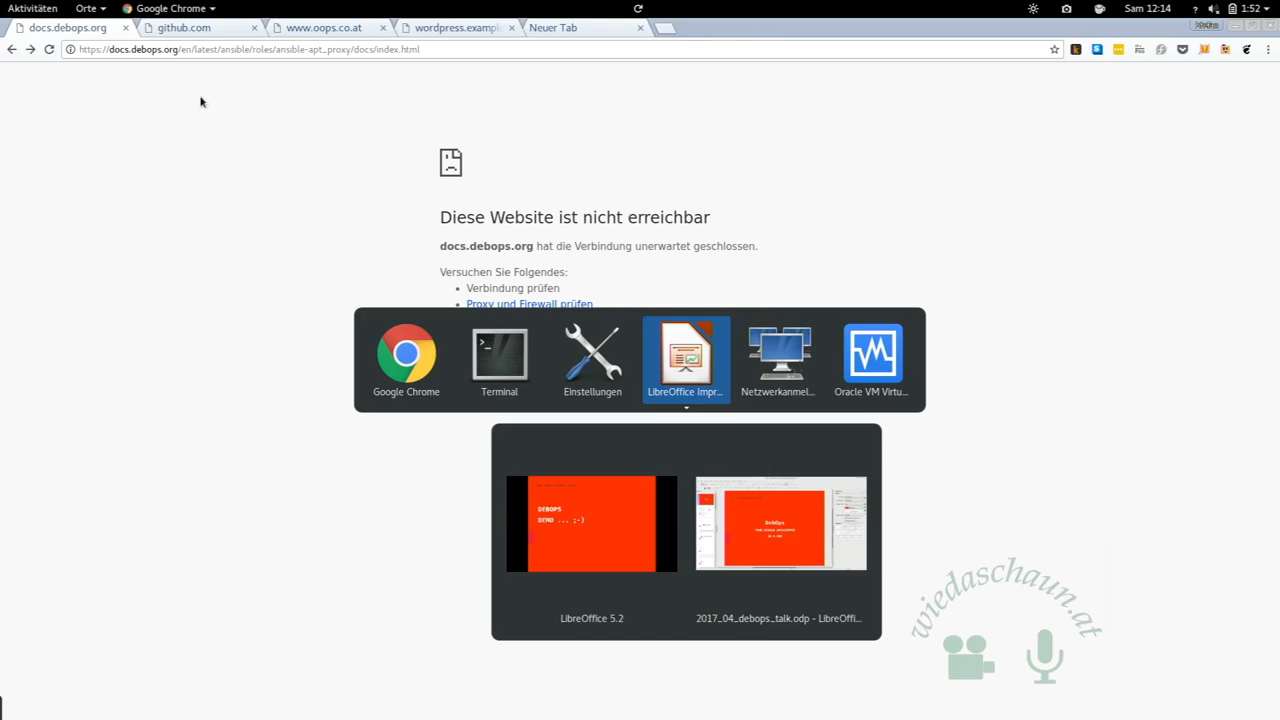 Aktivitäten Orte Google Chrome Sam 12:14 ? 1:52
docs.debops.org github.com www.oops.co.at wordpress.examp Neuer Tab
https://docs.debops.org/en/latest/ansible/roles/ansible-apt_proxy/docs/index.html
Diese Website ist nicht erreichbar
docs.debops.org hat die Verbindung unerwartet geschlossen.
Versuchen Sie Folgendes:
• Verbindung prüfen
• Proxy und Firewall prüfen
Google Chrome Terminal Einstellungen LibreOffice Impr... Netzwerkanmel... Oracle VM Virtu...
DEBOPS
DEMO ... ;-)
DebOps
LibreOffice 5.2 2017_04_debops_talk.odp - LibreOffi...
wiedaschaun.at